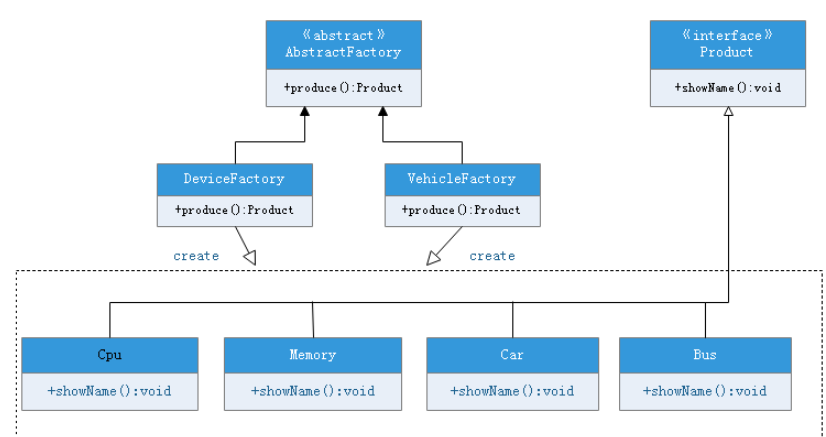 《abstract》
AbstractFactory
+produce():Product
《interface》
Product
+showName():void
DeviceFactory
+produce():Product
VehicleFactory
+produce():Product
create
create
Cpu
+showName():void
Memory
+showName():void
Car
+showName():void
Bus
+showName():void